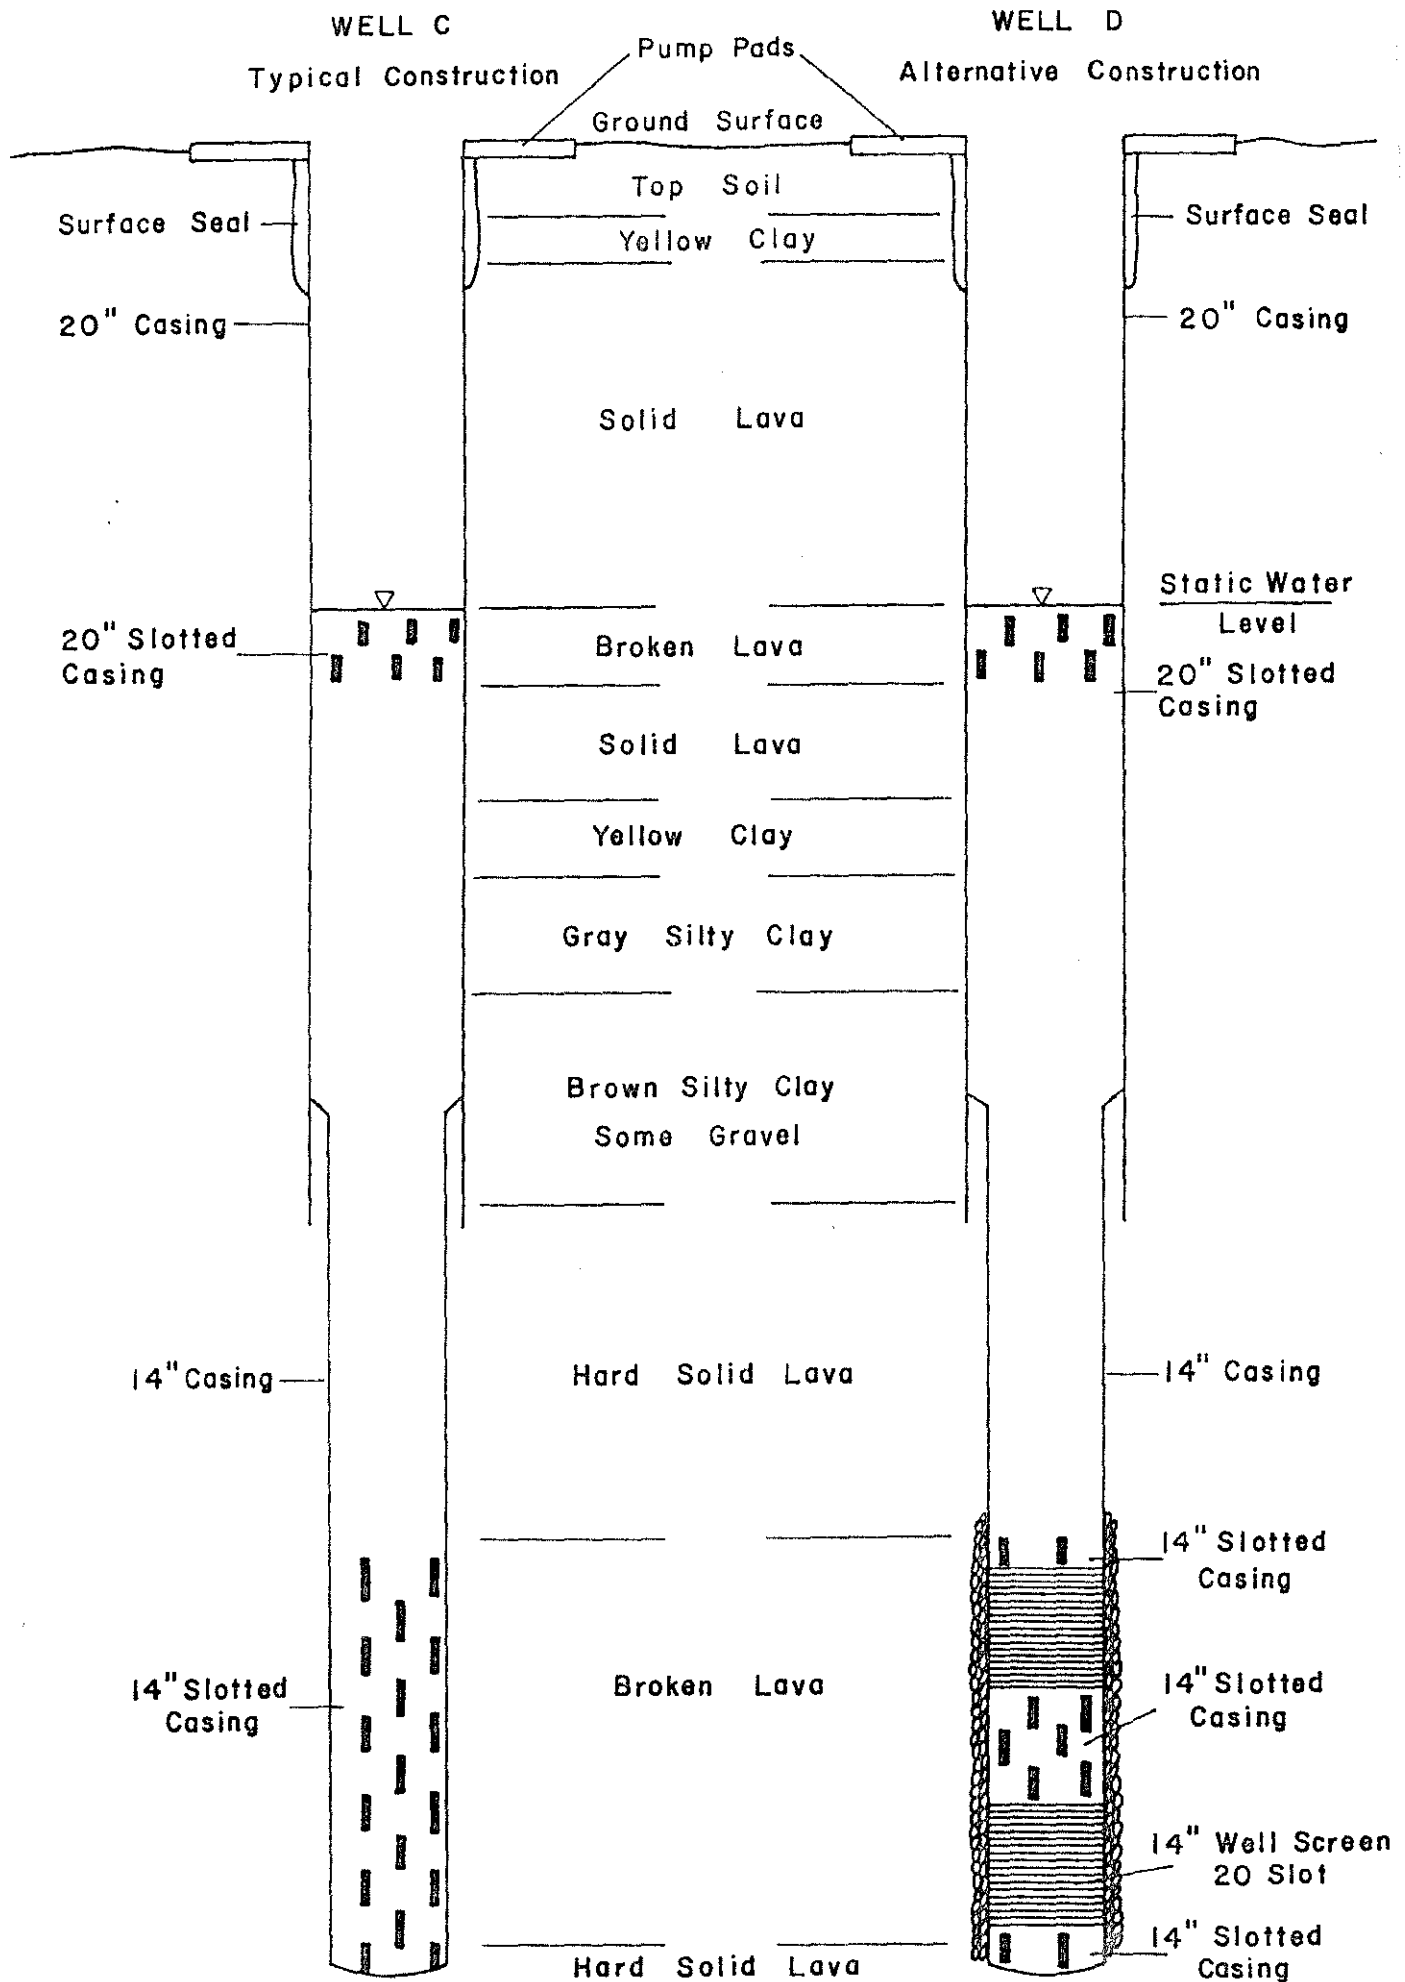 WELL C
Typical Construction
Pump Pads
WELL D
Alternative Construction
Ground Surface
Top Soil
Surface Seal
Yellow Clay
Surface Seal
20" Casing
20" Casing
Solid Lava
Static Water
Level
20" Slotted
Casing
Broken Lava
20" Slotted
Casing
Solid Lava
Yellow Clay
Gray Silty Clay
Brown Silty Clay
Some Gravel
14" Casing
Hard Solid Lava
14" Casing
14" Slotted
Casing
14" Slotted
Casing
Broken Lava
14" Slotted
Casing
14" Well Screen
20 Slot
14" Slotted
Casing
Hard Solid Lava